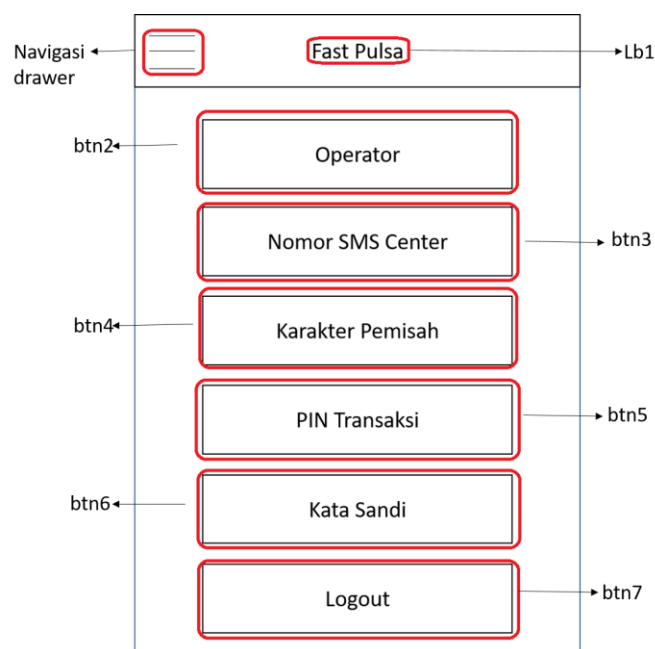 Navigasi
drawer
Fast Pulsa
Lb1
btn2
Operator
Nomor SMS Center
btn3
btn4
Karakter Pemisah
PIN Transaksi
btn5
btn6
Kata Sandi
Logout
btn7